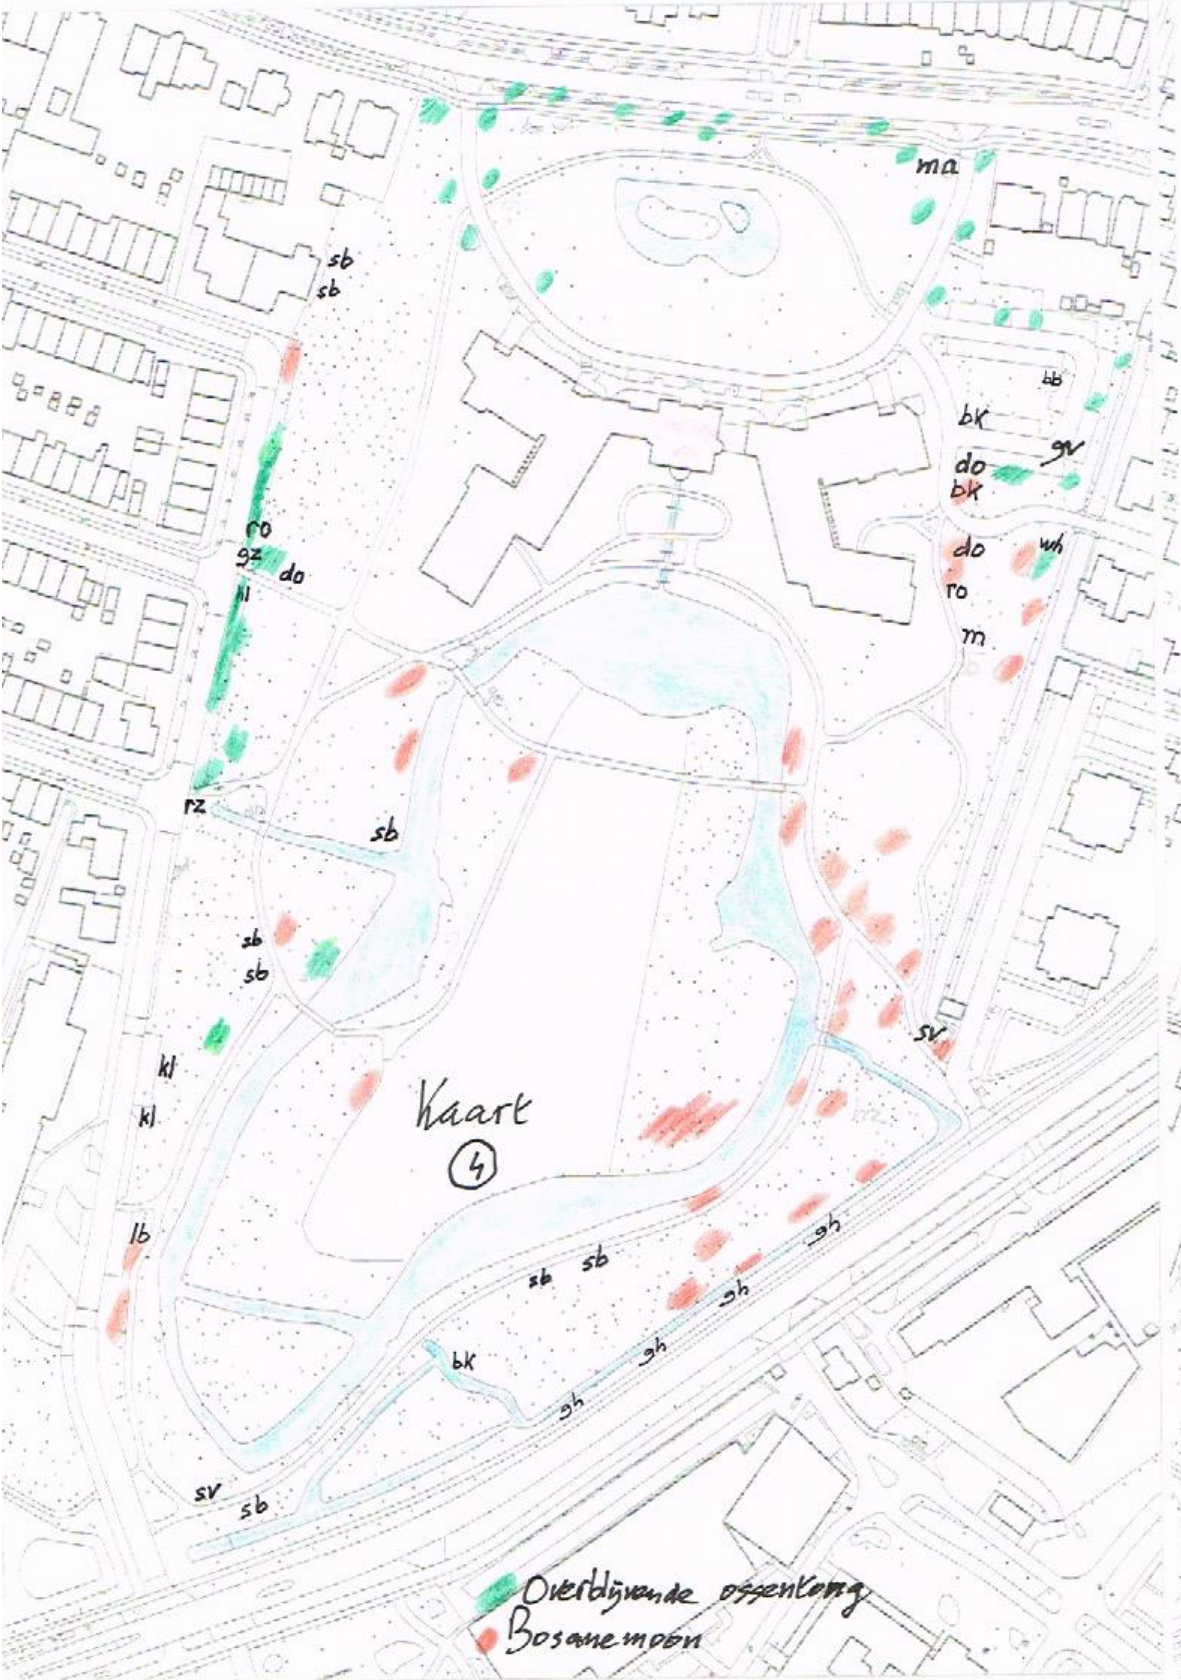 ma
sb
sb
bb
bk
gv
do
bk
ro
gz
do
wh
do
ro
m
rz
sb
sb
sb
sv
kl
kl
Kaart
4
lb
gh
sb
sb
gh
gh
bk
gh
sv
sb
Overblijvende ossentong
Bosanemoon